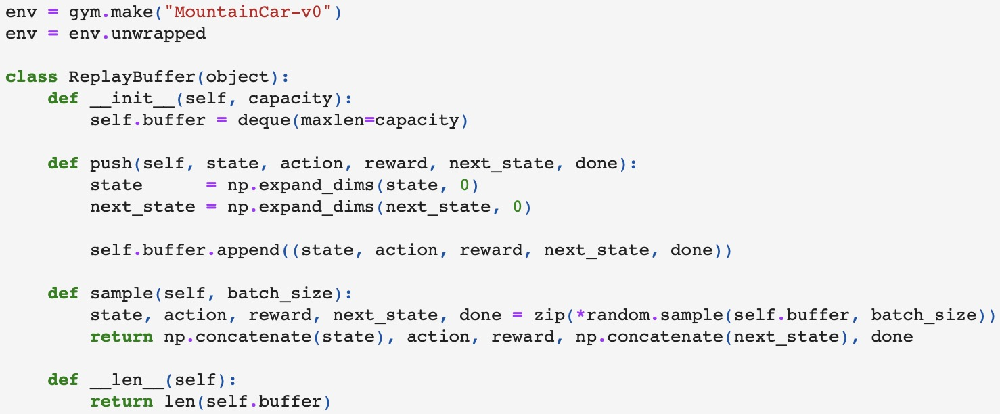 env = gym.make("MountainCar-v0")
env = env.unwrapped
class ReplayBuffer(object):
    def __init__(self, capacity):
        self.buffer = deque(maxlen=capacity)
    def push(self, state, action, reward, next_state, done):
        state      = np.expand_dims(state, 0)
        next_state = np.expand_dims(next_state, 0)
        self.buffer.append((state, action, reward, next_state, done))
    def sample(self, batch_size):
        state, action, reward, next_state, done = zip(*random.sample(self.buffer, batch_size))
        return np.concatenate(state), action, reward, np.concatenate(next_state), done
    def __len__(self):
        return len(self.buffer)